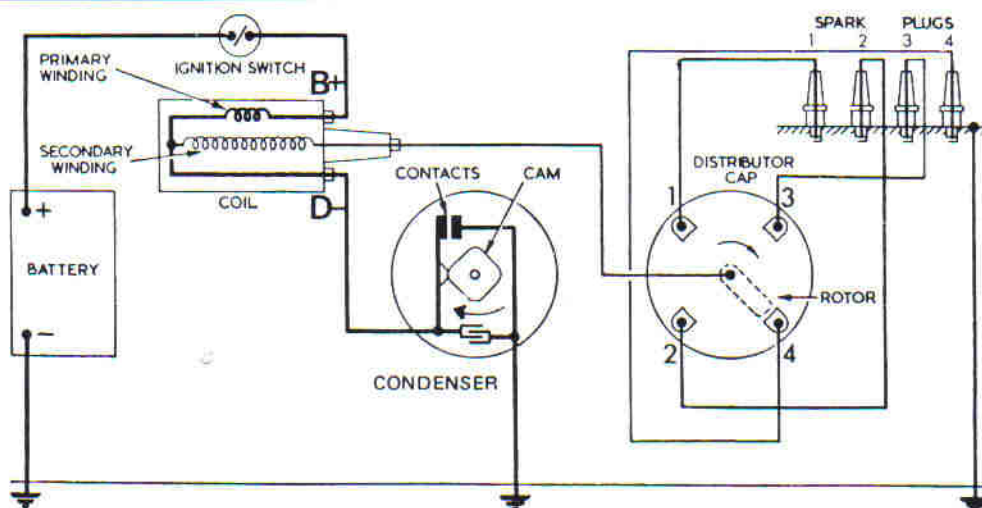 SPARK PLUGS
1 2 3 4
PRIMARY
WINDING
IGNITION SWITCH
B+
SECONDARY
WINDING
COIL
D
CONTACTS
CAM
DISTRIBUTOR
CAP
1 3
+
BATTERY
−
ROTOR
2 4
CONDENSER